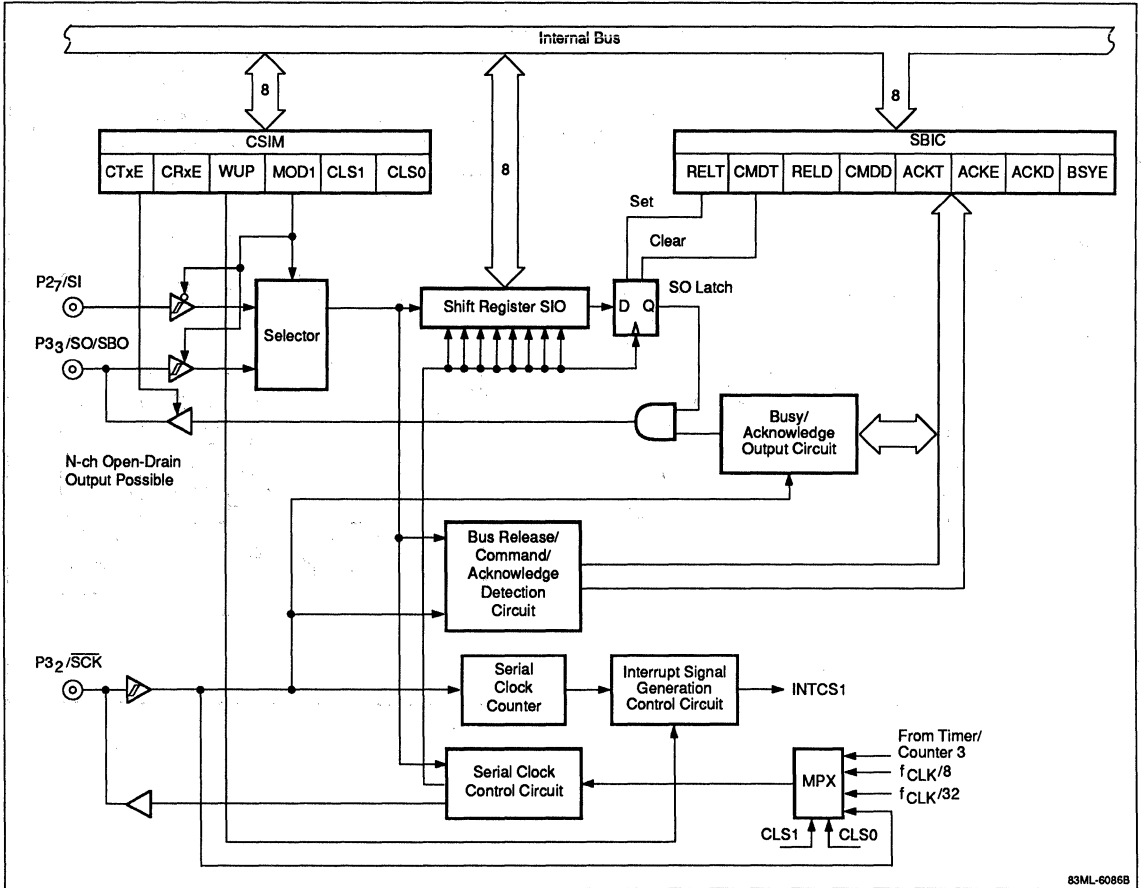 Internal Bus
8
8
8
CSIM
CTxE CRxE WUP MOD1 CLS1 CLS0
SBIC
RELT CMDT RELD CMDD ACKT ACKE ACKD BSYE
Set
Clear
P27/SI
P33/SO/SBO
Selector
Shift Register SIO
D Q
SO Latch
N-ch Open-Drain
Output Possible
Busy/
Acknowledge
Output Circuit
Bus Release/
Command/
Acknowledge
Detection
Circuit
P32/SCK
Serial
Clock
Counter
Interrupt Signal
Generation
Control Circuit
INTCS1
Serial Clock
Control Circuit
MPX
From Timer/
Counter 3
fCLK/8
fCLK/32
CLS1 CLS0
83ML-6086B